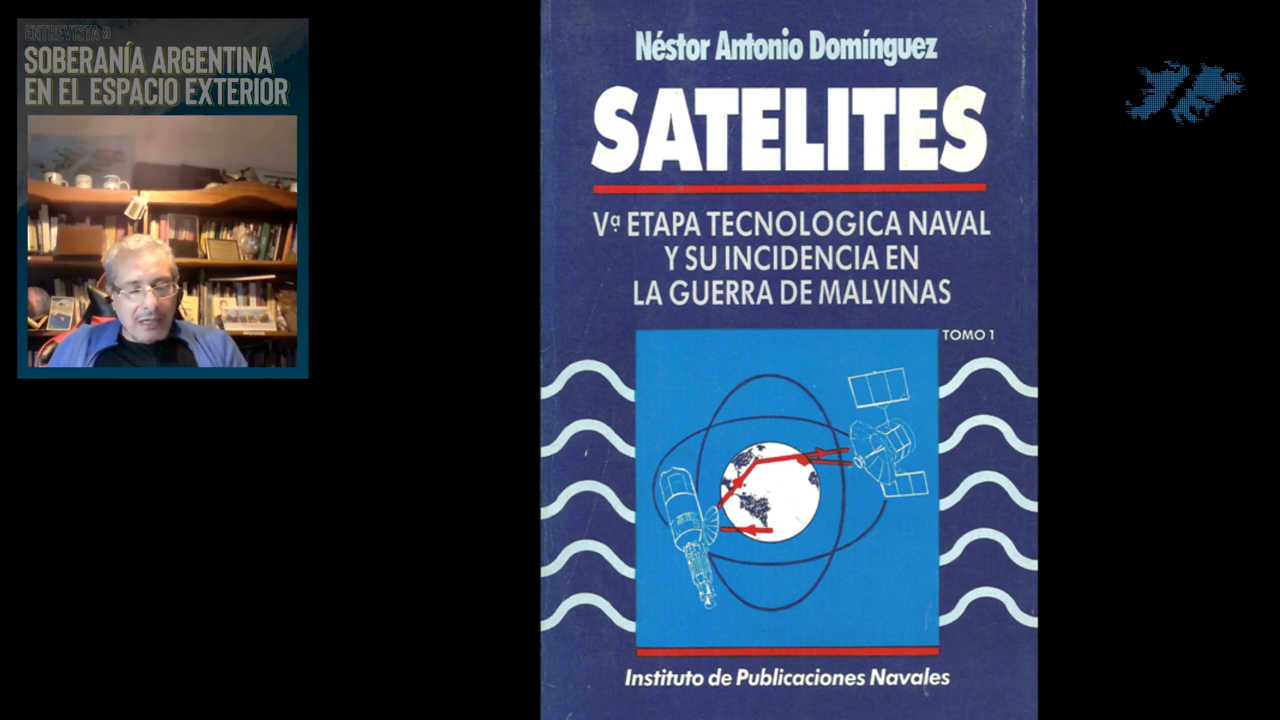 ENTREVISTA »
SOBERANÍA ARGENTINA
EN EL ESPACIO EXTERIOR
Néstor Antonio Domínguez
SATELITES
Vª ETAPA TECNOLOGICA NAVAL
Y SU INCIDENCIA EN
LA GUERRA DE MALVINAS
TOMO 1
Instituto de Publicaciones Navales